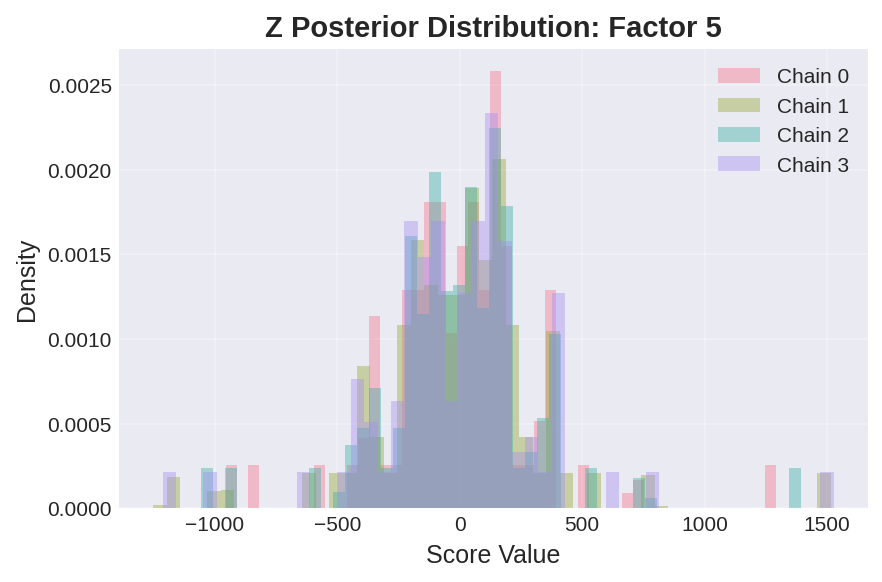 Z Posterior Distribution: Factor 5
Chain 0
Chain 1
Chain 2
Chain 3
Density
0.0025
0.0020
0.0015
0.0010
0.0005
0.0000
−1000 −500 0 500 1000 1500
Score Value